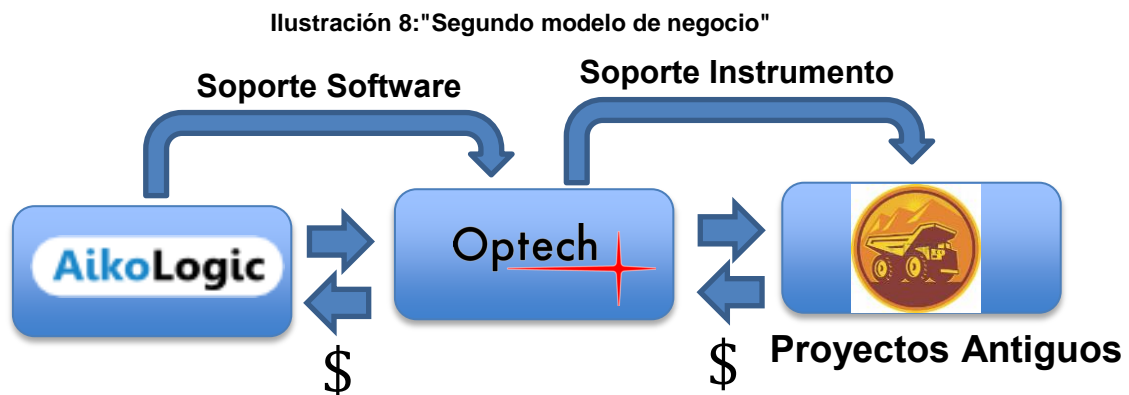 Ilustración 8:"Segundo modelo de negocio"
Soporte Software
Soporte Instrumento
AikoLogic
Optech
$
$
Proyectos Antiguos